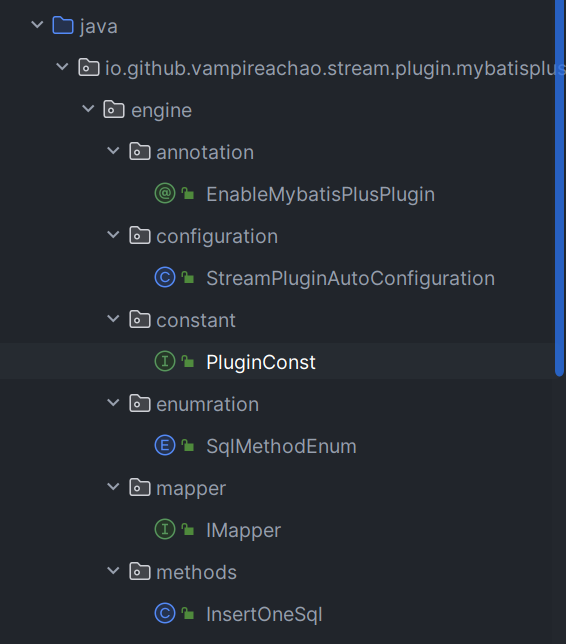 java
io.github.vampireachao.stream.plugin.mybatisplus
engine
annotation
EnableMybatisPlusPlugin
configuration
StreamPluginAutoConfiguration
constant
PluginConst
enumration
SqlMethodEnum
mapper
IMapper
methods
InsertOneSql